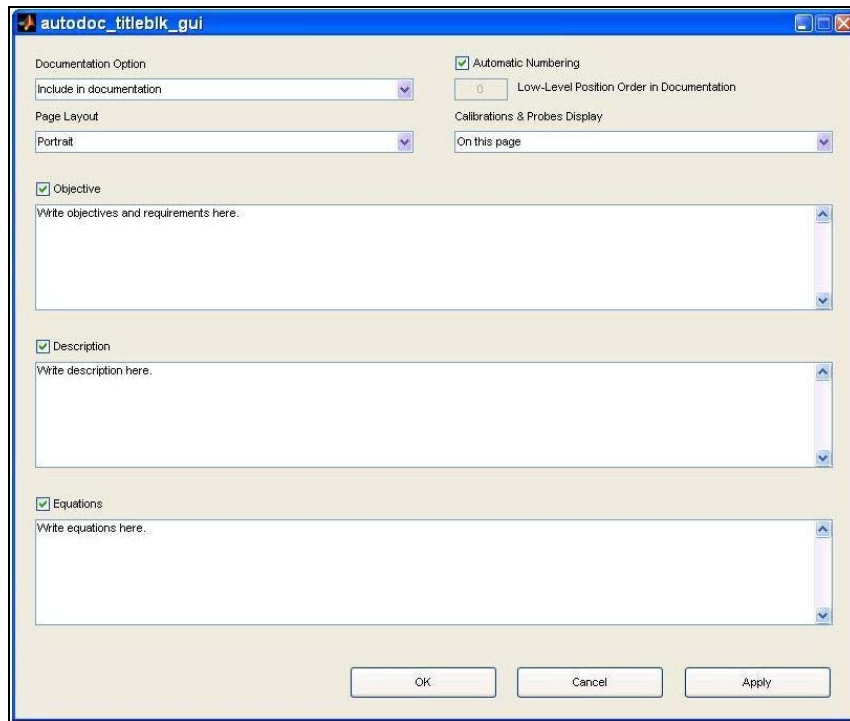 autodoc_titleblk_gui
Documentation Option
Automatic Numbering
Include in documentation
0 Low-Level Position Order in Documentation
Page Layout
Calibrations & Probes Display
Portrait
On this page
Objective
Write objectives and requirements here.
Description
Write description here.
Equations
Write equations here.
OK Cancel Apply